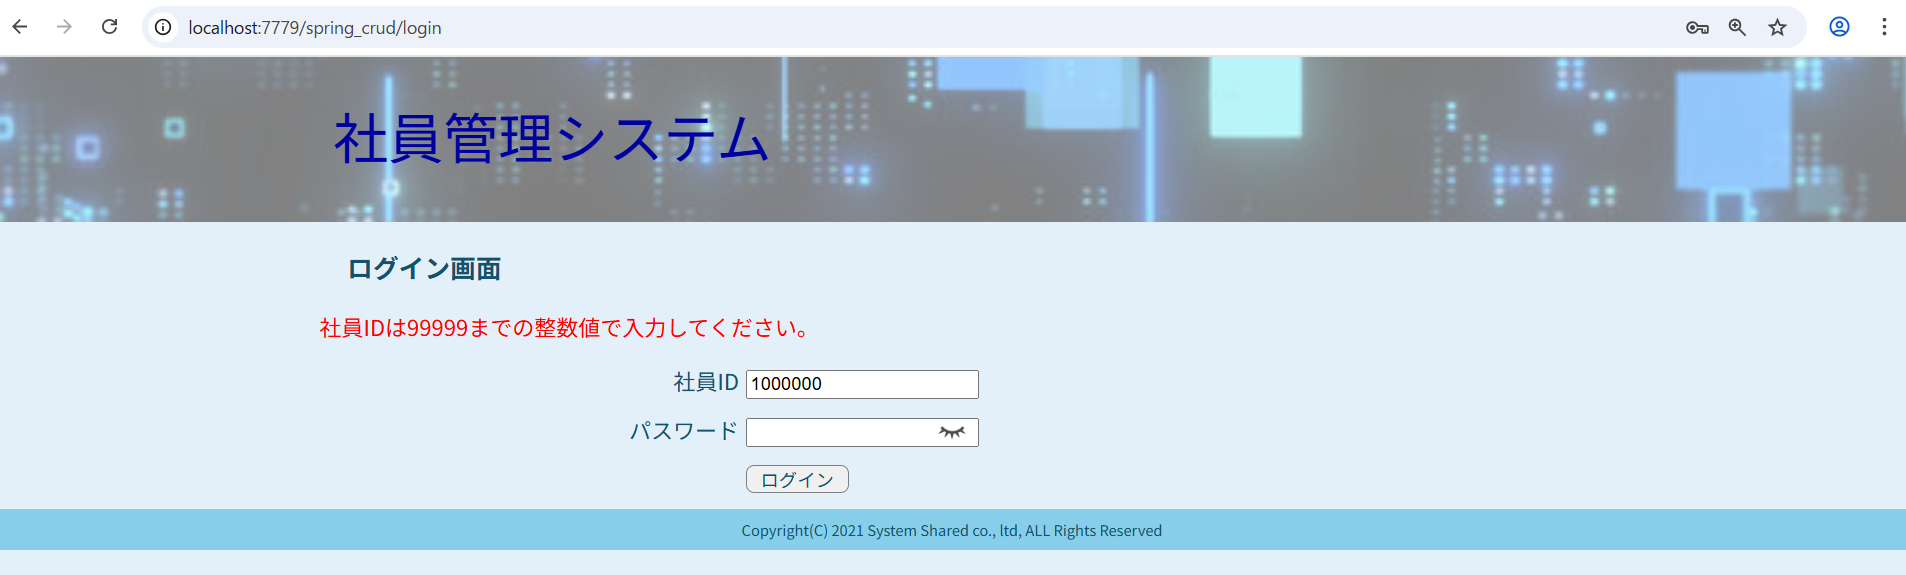 localhost:7779/spring_crud/login
社員管理システム
ログイン画面
社員IDは99999までの整数値で入力してください。
社員ID 1000000
パスワード
ログイン
Copyright(C) 2021 System Shared co., ltd, ALL Rights Reserved